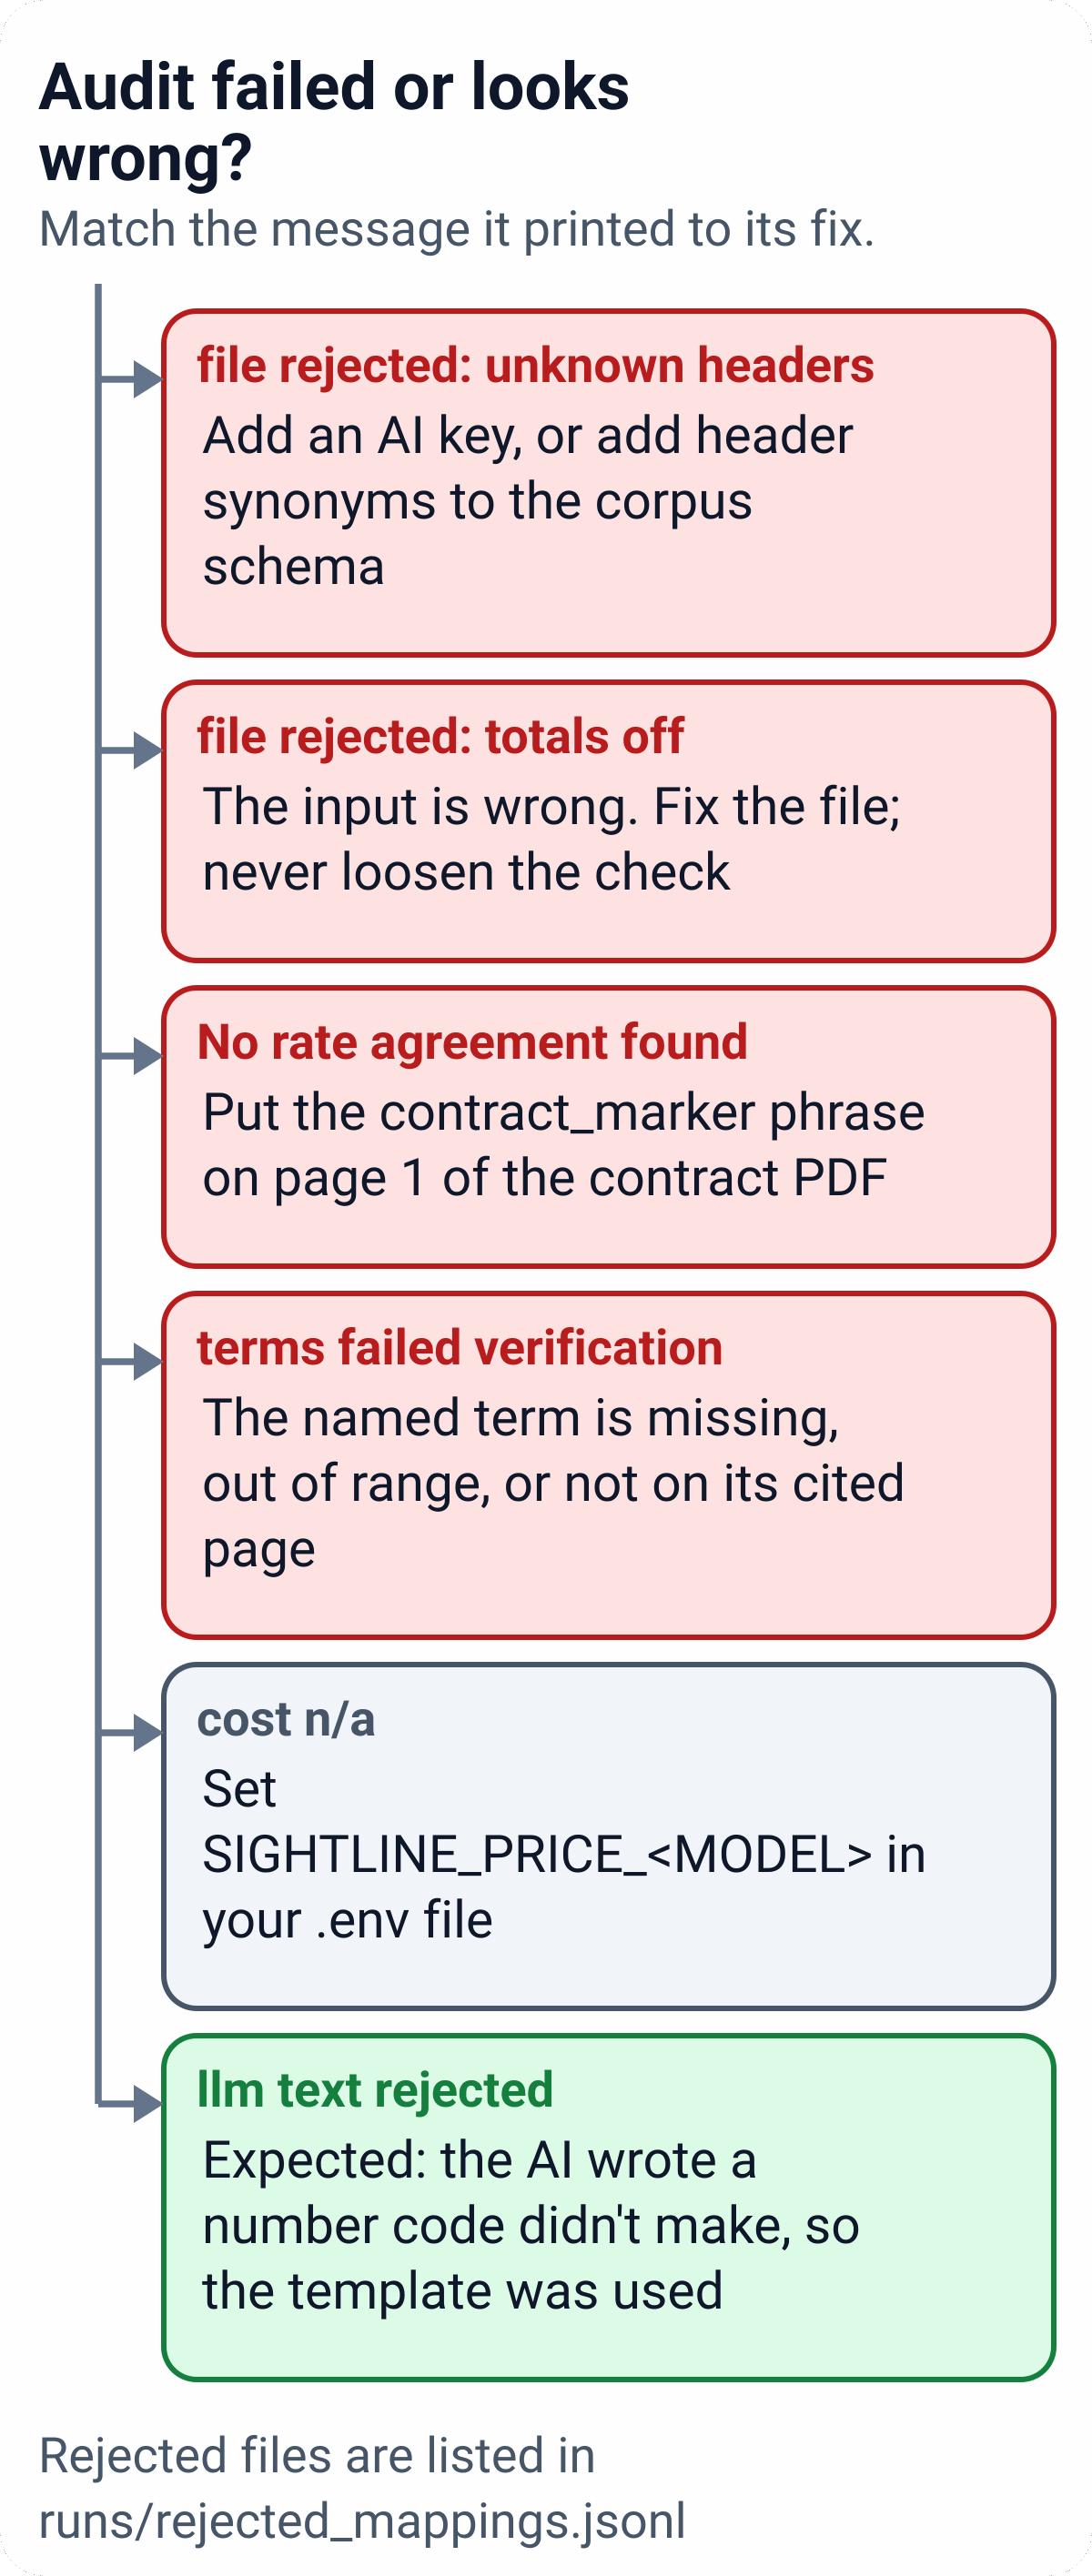 Audit failed or looks
wrong?
Match the message it printed to its fix.
file rejected: unknown headers
Add an AI key, or add header
synonyms to the corpus
schema
file rejected: totals off
The input is wrong. Fix the file;
never loosen the check
No rate agreement found
Put the contract_marker phrase
on page 1 of the contract PDF
terms failed verification
The named term is missing,
out of range, or not on its cited
page
cost n/a
Set
SIGHTLINE_PRICE_<MODEL> in
your .env file
llm text rejected
Expected: the AI wrote a
number code didn't make, so
the template was used
Rejected files are listed in
runs/rejected_mappings.jsonl